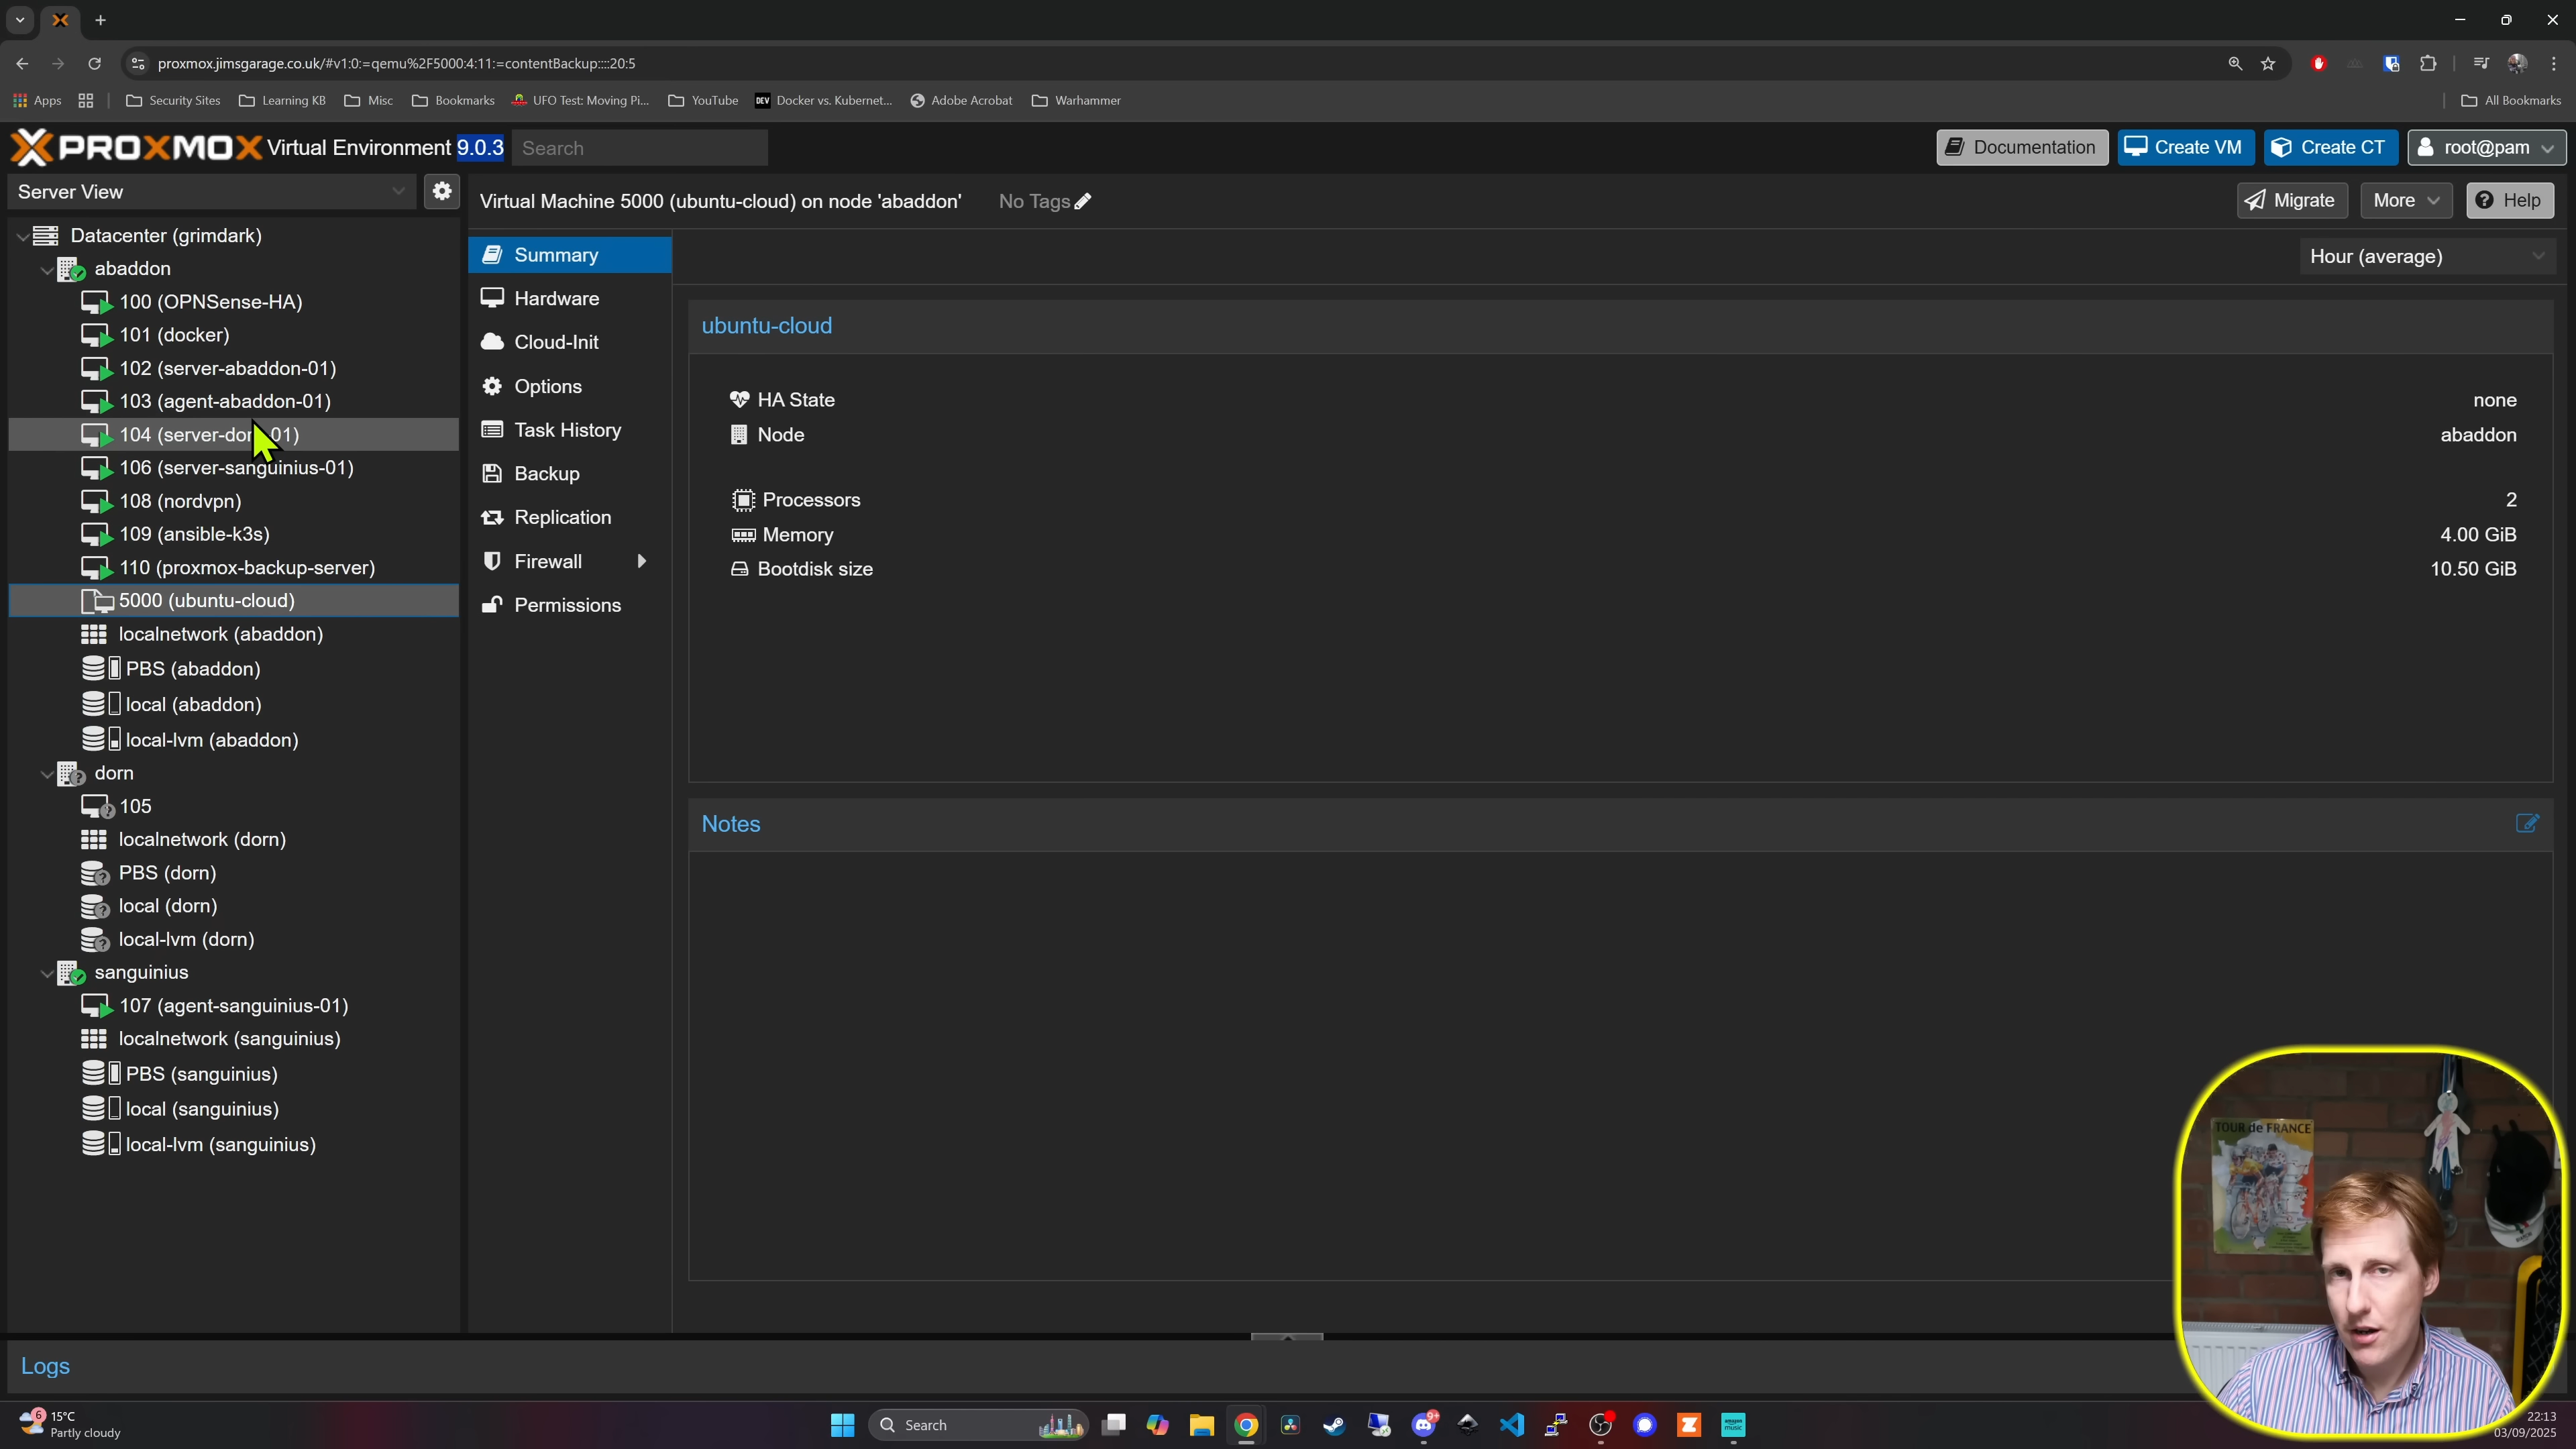 proxmox.jimsgarage.co.uk/#v1:0:=qemu%2F5000:4:11:=contentBackup::::20:5
Apps
Security Sites
Learning KB
Misc
Bookmarks
UFO Test: Moving Pi...
YouTube
DEV
Docker vs. Kubernet...
Adobe Acrobat
Warhammer
All Bookmarks
PROXMOX Virtual Environment 9.0.3
Search
Documentation
Create VM
Create CT
root@pam
Server View
Virtual Machine 5000 (ubuntu-cloud) on node 'abaddon'
No Tags
Migrate
More
Help
Datacenter (grimdark)
abaddon
100 (OPNSense-HA)
101 (docker)
102 (server-abaddon-01)
103 (agent-abaddon-01)
104 (server-dor 01)
106 (server-sanguinius-01)
108 (nordvpn)
109 (ansible-k3s)
110 (proxmox-backup-server)
5000 (ubuntu-cloud)
localnetwork (abaddon)
PBS (abaddon)
local (abaddon)
local-lvm (abaddon)
dorn
105
localnetwork (dorn)
PBS (dorn)
local (dorn)
local-lvm (dorn)
sanguinius
107 (agent-sanguinius-01)
localnetwork (sanguinius)
PBS (sanguinius)
local (sanguinius)
local-lvm (sanguinius)
Summary
Hardware
Cloud-Init
Options
Task History
Backup
Replication
Firewall
Permissions
Hour (average)
ubuntu-cloud
HA State
none
Node
abaddon
Processors
2
Memory
4.00 GiB
Bootdisk size
10.50 GiB
Notes
TOUR de FRANCE
Logs
6
15°C
Partly cloudy
Search
9+
amazon
music
22:13
03/09/2025